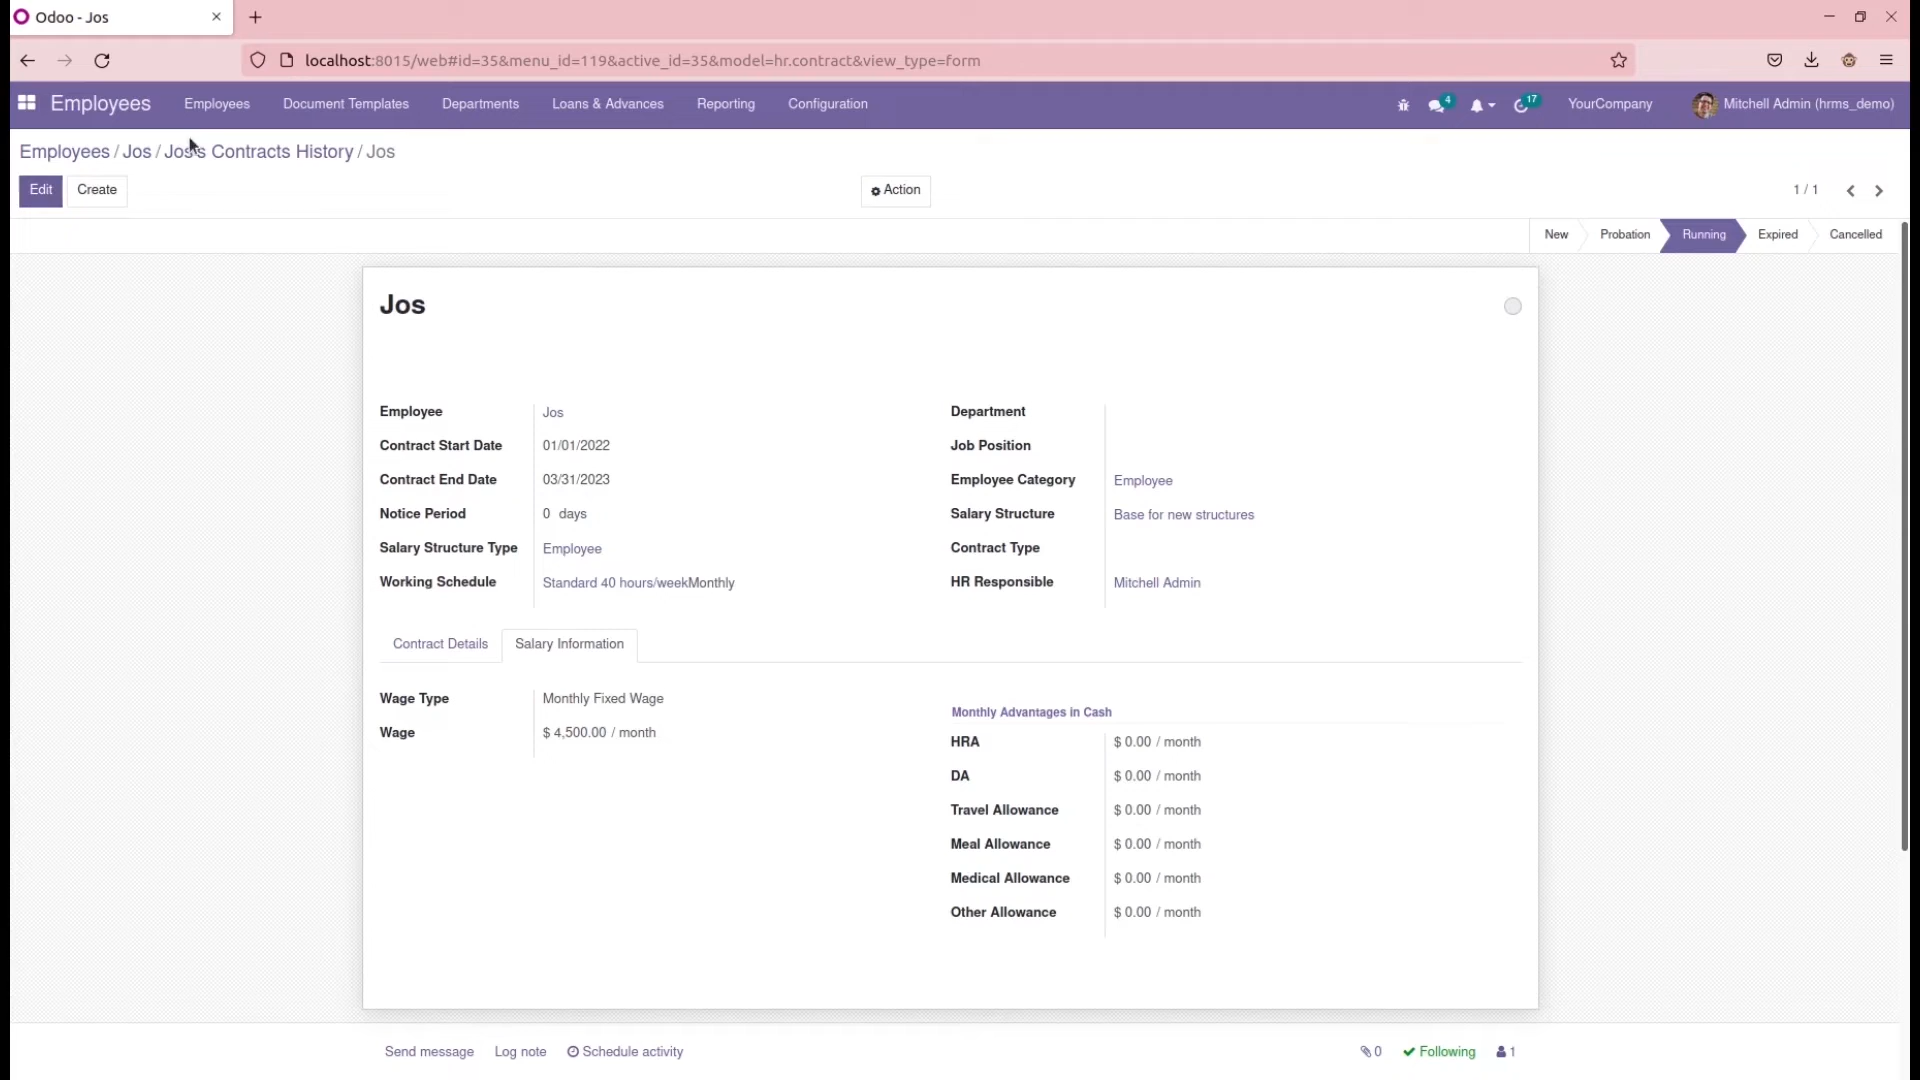 Odoo - Jos
localhost:8015/web#id=35&menu_id=119&active_id=35&model=hr.contract&view_type=form
Employees Employees Document Templates Departments Loans & Advances Reporting Configuration 4 17 YourCompany Mitchell Admin (hrms_demo)
Employees / Jos / Jos's Contracts History / Jos
Edit Create Action 1 / 1
New Probation Running Expired Cancelled
Jos
Employee Jos Department
Contract Start Date 01/01/2022 Job Position
Contract End Date 03/31/2023 Employee Category Employee
Notice Period 0 days Salary Structure Base for new structures
Salary Structure Type Employee Contract Type
Working Schedule Standard 40 hours/weekMonthly HR Responsible Mitchell Admin
Contract Details Salary Information
Wage Type Monthly Fixed Wage
Wage $ 4,500.00 / month
Monthly Advantages in Cash
HRA $ 0.00 / month
DA $ 0.00 / month
Travel Allowance $ 0.00 / month
Meal Allowance $ 0.00 / month
Medical Allowance $ 0.00 / month
Other Allowance $ 0.00 / month
Send message Log note Schedule activity 0 Following 1